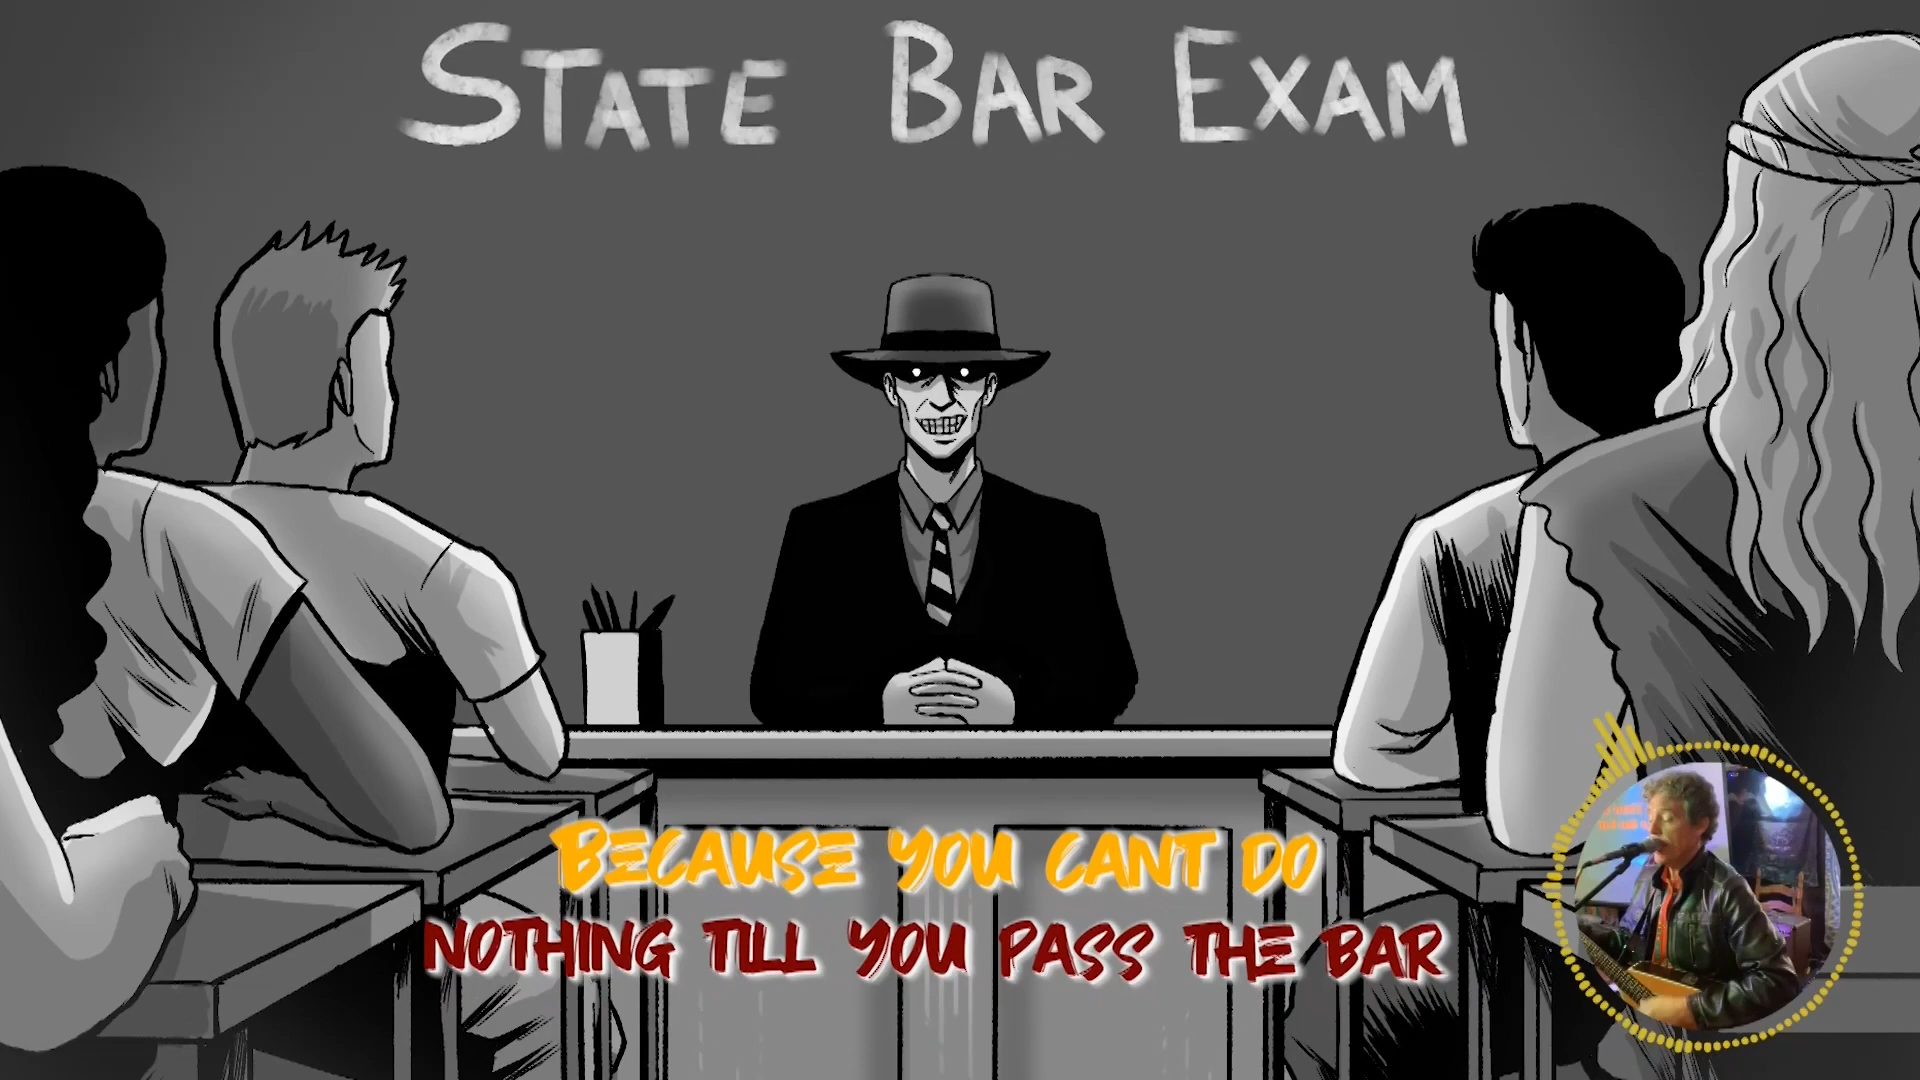 STATE BAR EXAM
BECAUSE YOU CANT DO
NOTHING TILL YOU PASS THE BAR